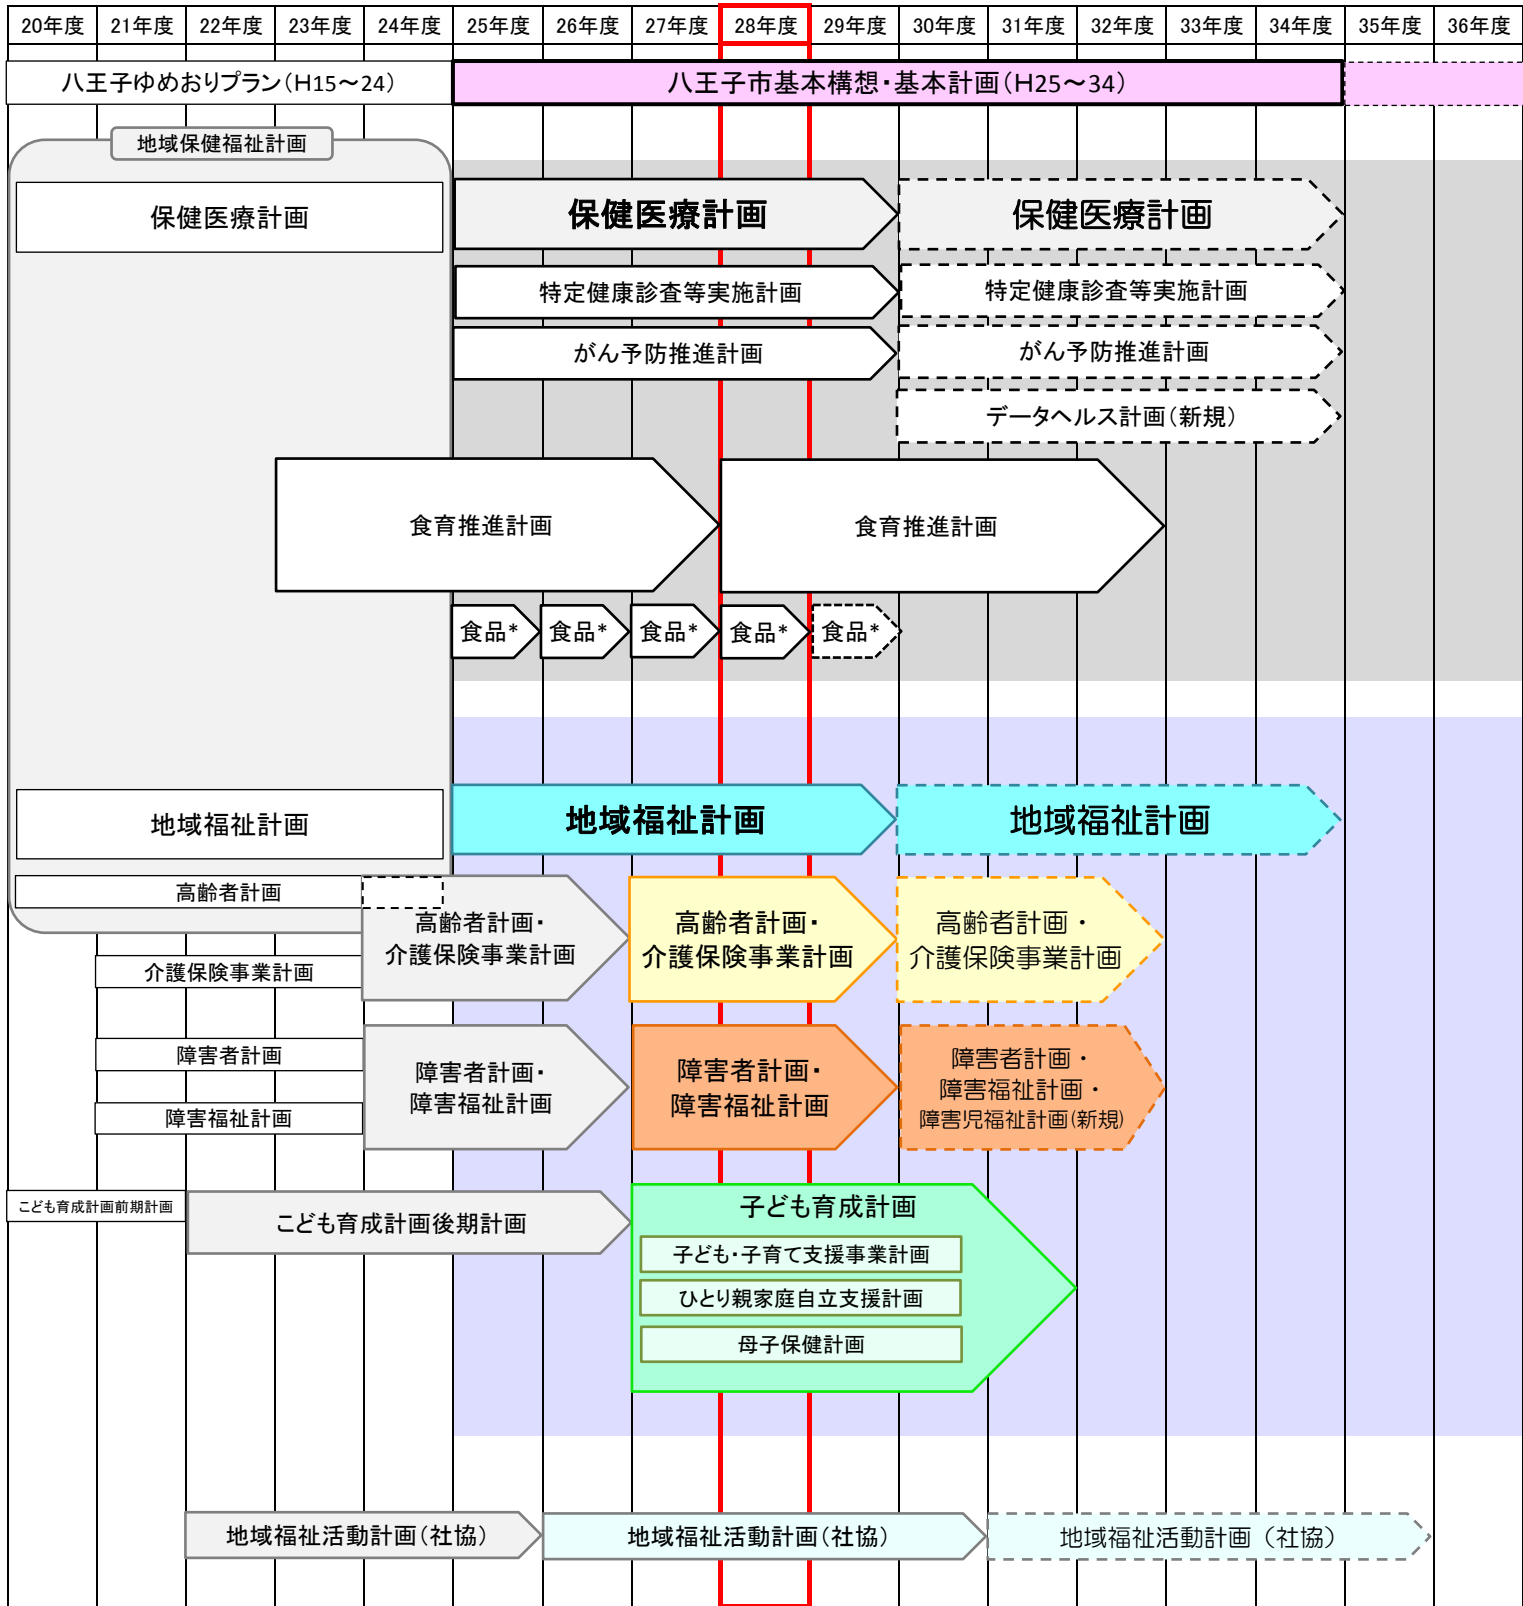 20年度 21年度 22年度 23年度 24年度 25年度 26年度 27年度 28年度 29年度 30年度 31年度 32年度 33年度 34年度 35年度 36年度
八王子ゆめおりプラン(H15～24) 八王子市基本構想・基本計画(H25～34)
地域保健福祉計画
保健医療計画 保健医療計画 保健医療計画
特定健康診査等実施計画 特定健康診査等実施計画
がん予防推進計画 がん予防推進計画
データヘルス計画(新規)
食育推進計画 食育推進計画
食品* 食品* 食品* 食品* 食品*
地域福祉計画 地域福祉計画 地域福祉計画
高齢者計画
高齢者計画・
介護保険事業計画
高齢者計画・
介護保険事業計画
高齢者計画・
介護保険事業計画
介護保険事業計画
障害者計画
障害福祉計画
障害者計画・
障害福祉計画
障害者計画・
障害福祉計画
障害者計画・
障害福祉計画・
障害児福祉計画(新規)
こども育成計画前期計画
こども育成計画後期計画
子ども育成計画
子ども・子育て支援事業計画
ひとり親家庭自立支援計画
母子保健計画
地域福祉活動計画(社協) 地域福祉活動計画(社協) 地域福祉活動計画(社協)